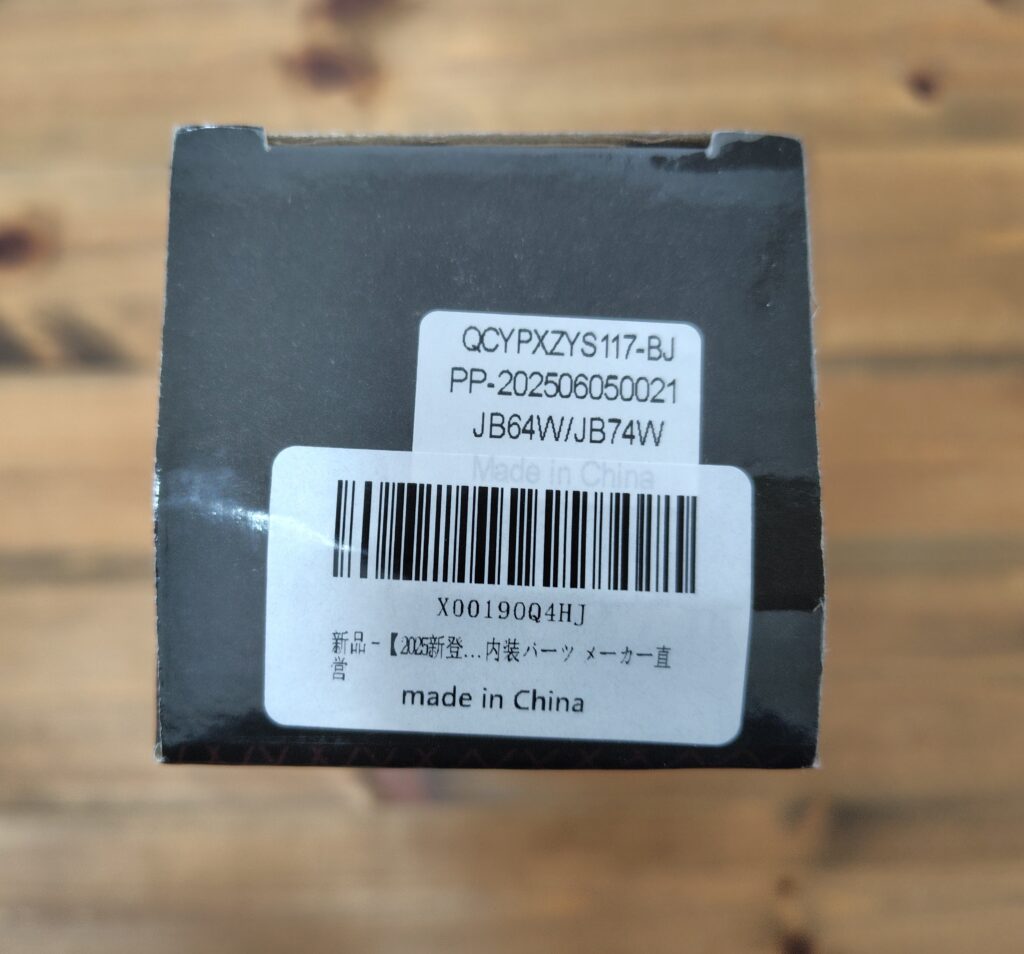 QCYPXZYS117-BJ
PP-202506050021
JB64W/JB74W
Made in China
X00190Q4HJ
新品-【2025新登...内装パーツ メーカー直
営
made in China